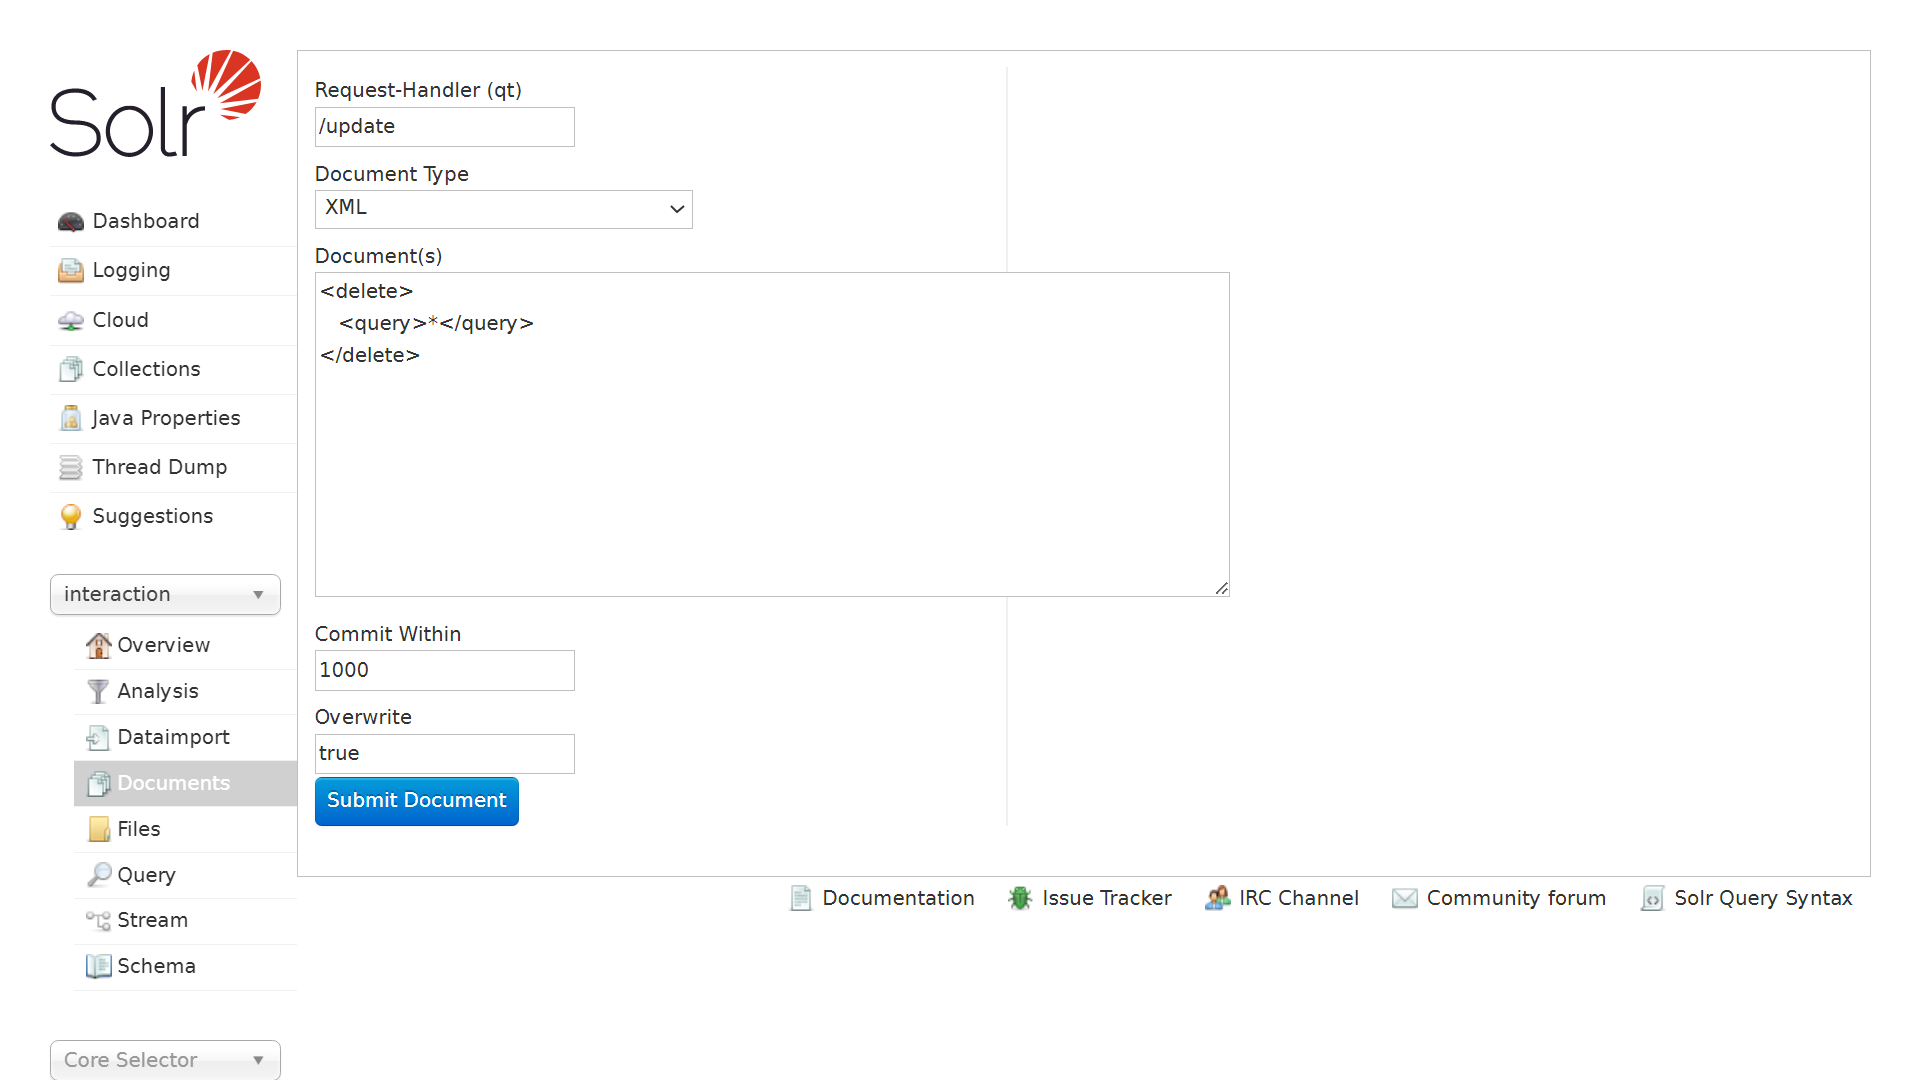 Solr
Dashboard
Logging
Cloud
Collections
Java Properties
Thread Dump
Suggestions
interaction
Overview
Analysis
Dataimport
Documents
Files
Query
Stream
Schema
Core Selector
Request-Handler (qt)
/update
Document Type
XML
Document(s)
<delete>
<query>*</query>
</delete>
Commit Within
1000
Overwrite
true
Submit Document
Documentation Issue Tracker IRC Channel Community forum Solr Query Syntax